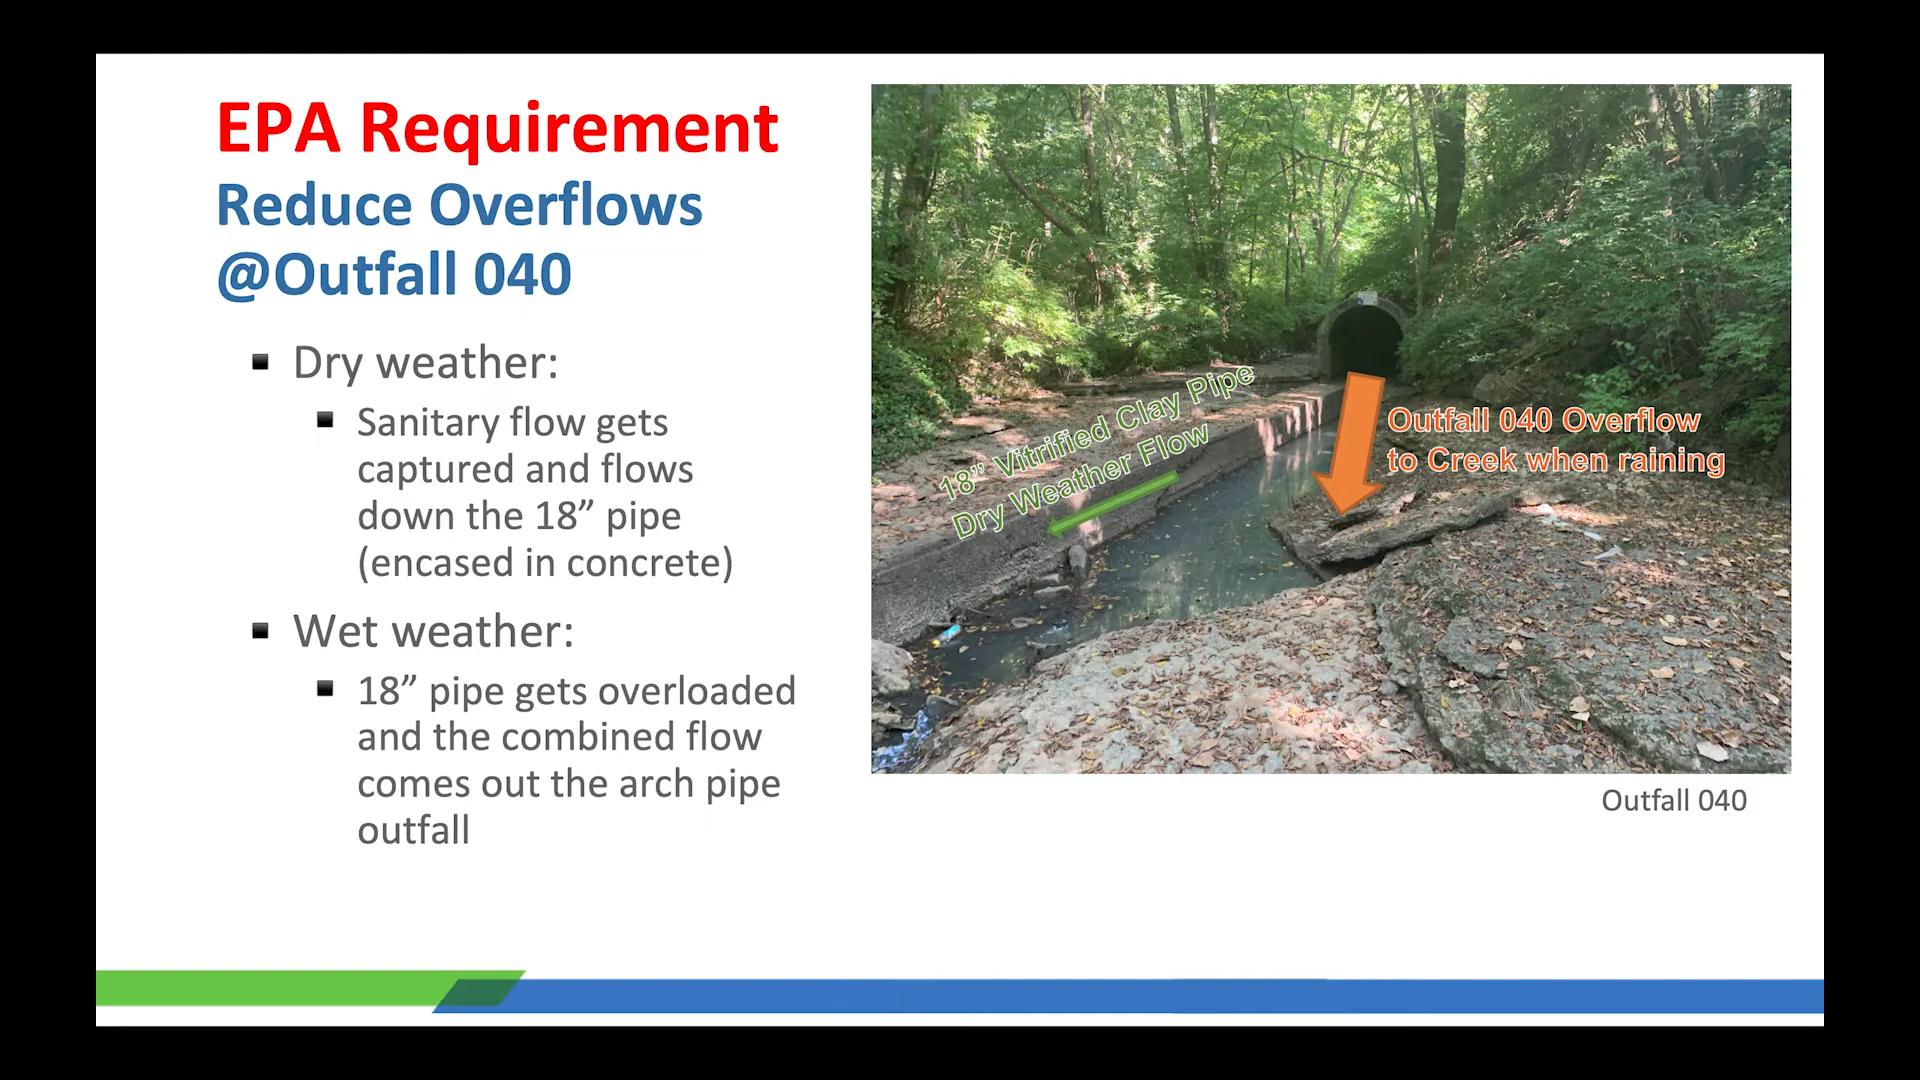 EPA Requirement
Reduce Overflows
@Outfall 040
Dry weather:
Sanitary flow gets
captured and flows
down the 18” pipe
(encased in concrete)
Wet weather:
18” pipe gets overloaded
and the combined flow
comes out the arch pipe
outfall
18” Vitrified Clay Pipe
Dry Weather Flow
Outfall 040 Overflow
to Creek when raining
Outfall 040